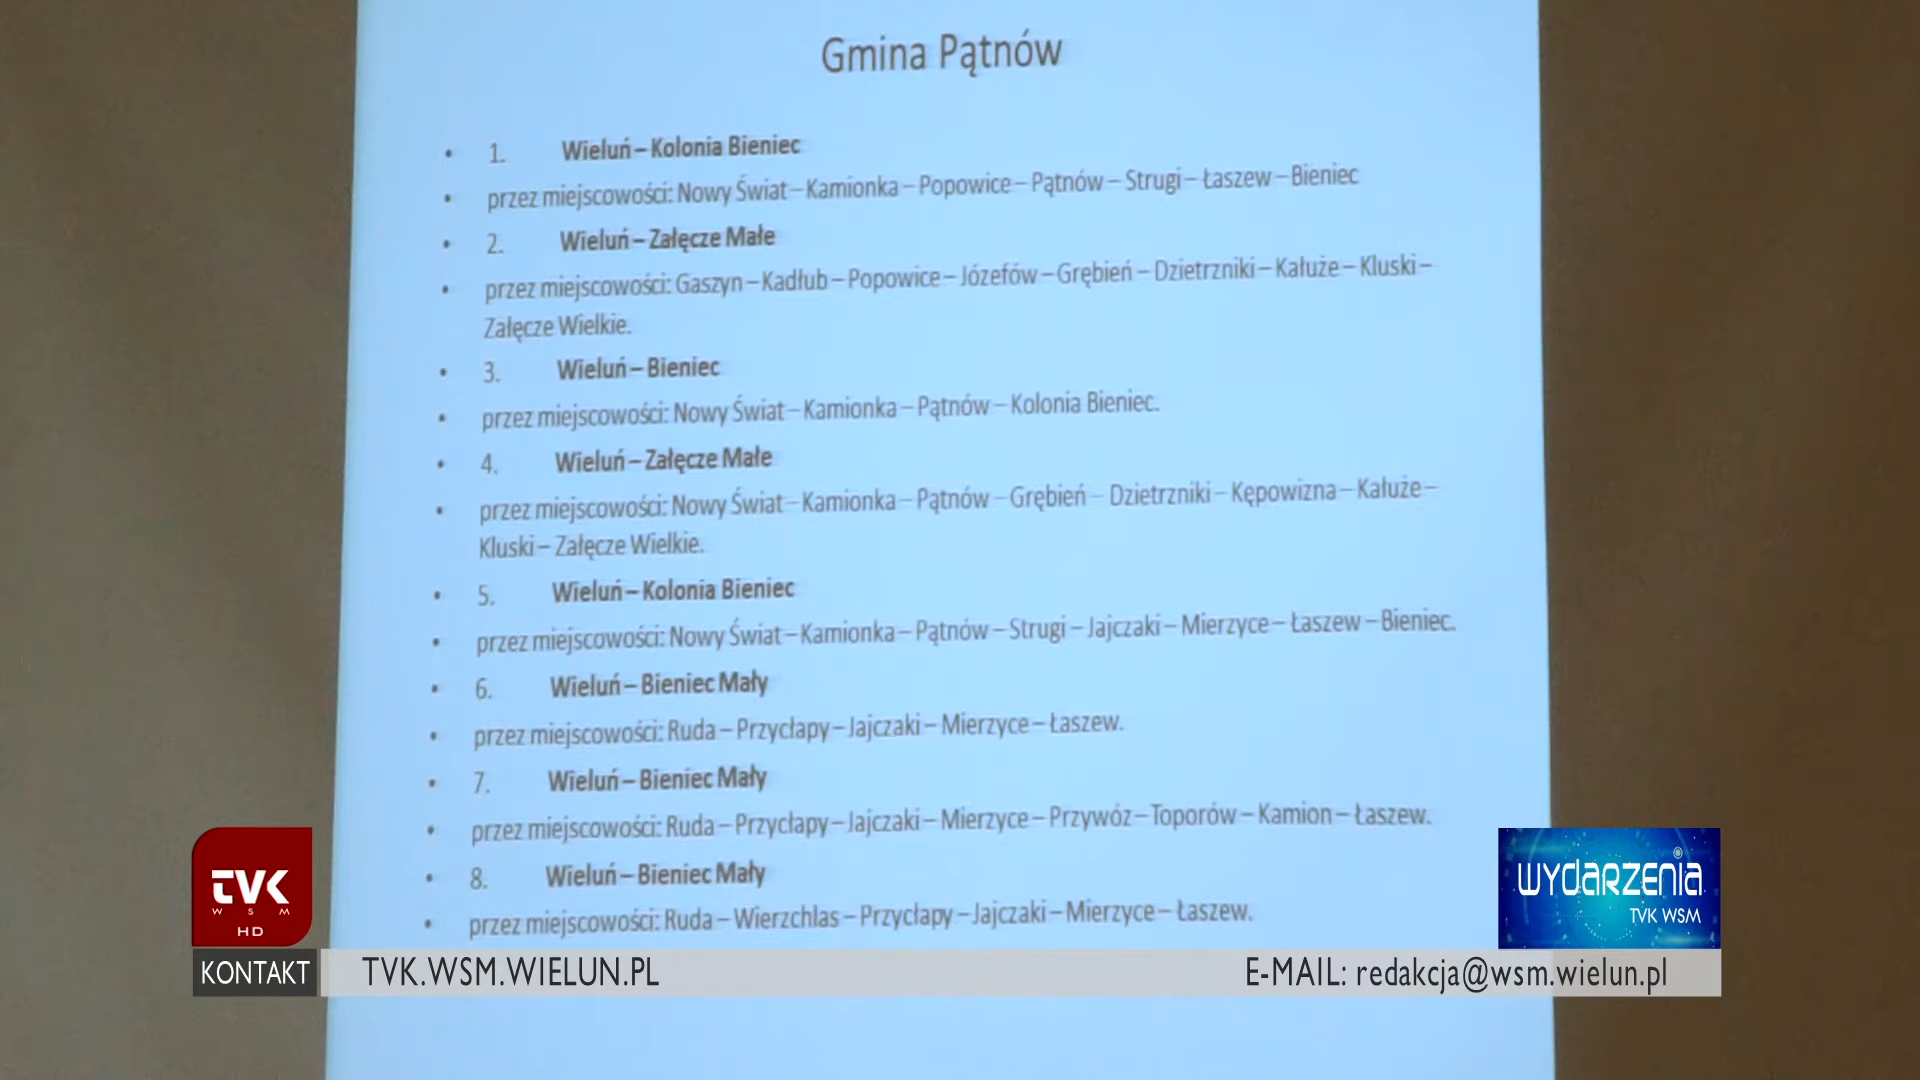 Gmina Pątnów
• 1. Wieluń – Kolonia Bieniec
• przez miejscowości: Nowy Świat – Kamionka – Popowice – Pątnów – Strugi – Łaszew – Bieniec
• 2. Wieluń – Załęcze Małe
• przez miejscowości: Gaszyn – Kadłub – Popowice – Józefów – Grębień – Dzietrzniki – Kałuże – Kluski –
Załęcze Wielkie.
• 3. Wieluń – Bieniec
• przez miejscowości: Nowy Świat – Kamionka – Pątnów – Kolonia Bieniec.
• 4. Wieluń – Załęcze Małe
• przez miejscowości: Nowy Świat – Kamionka – Pątnów – Grębień – Dzietrzniki – Kępowizna – Kałuże –
Kluski – Załęcze Wielkie.
• 5. Wieluń – Kolonia Bieniec
• przez miejscowości: Nowy Świat – Kamionka – Pątnów – Strugi – Jajczaki – Mierzyce – Łaszew – Bieniec.
• 6. Wieluń – Bieniec Mały
• przez miejscowości: Ruda – Przycłapy – Jajczaki – Mierzyce – Łaszew.
• 7. Wieluń – Bieniec Mały
• przez miejscowości: Ruda – Przycłapy – Jajczaki – Mierzyce – Przywóz – Toporów – Kamion – Łaszew.
• 8. Wieluń – Bieniec Mały
• przez miejscowości: Ruda – Wierzchlas – Przycłapy – Jajczaki – Mierzyce – Łaszew.
tvk
WSM
HD
wydarzenia
TVK WSM
KONTAKT TVK.WSM.WIELUN.PL E-MAIL: redakcja@wsm.wielun.pl